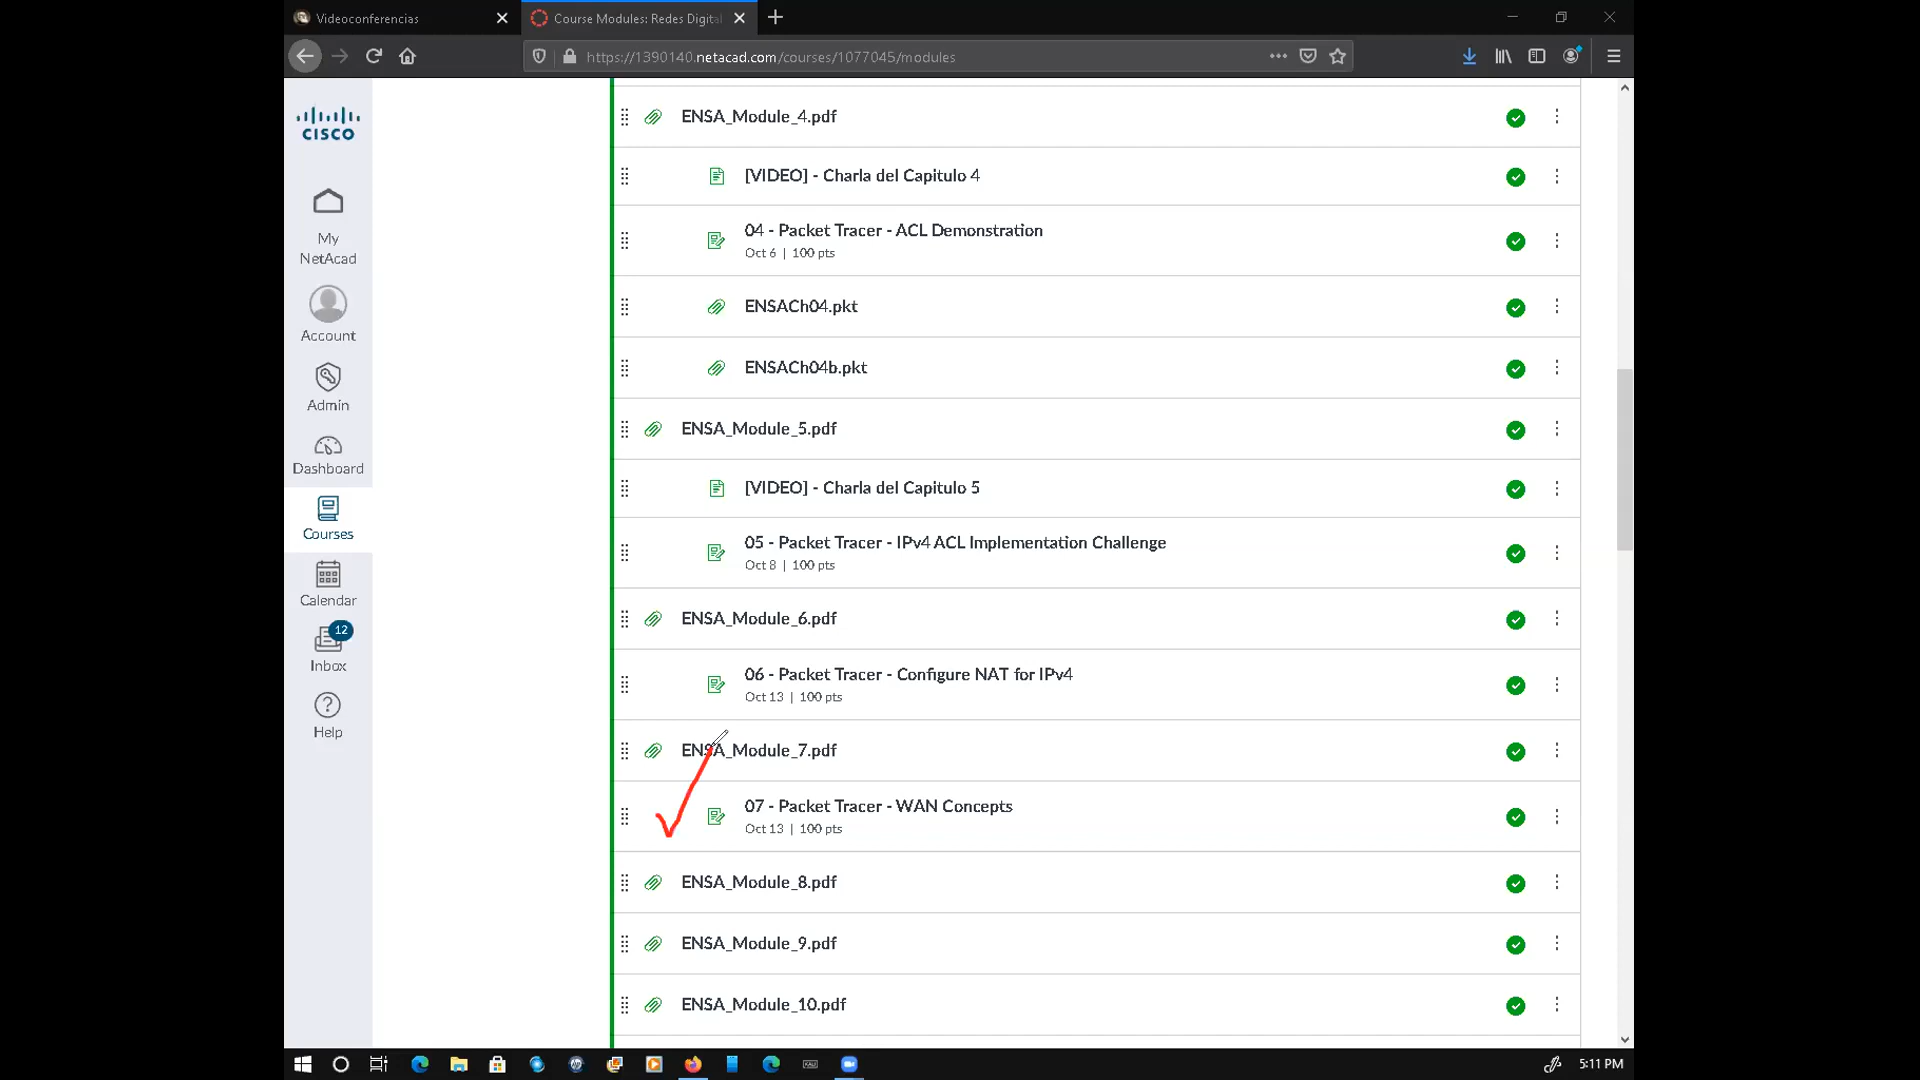 Videoconferencias
Course Modules: Redes Digital
https://1390140.netacad.com/courses/1077045/modules
CISCO
My NetAcad
Account
Admin
Dashboard
Courses
Calendar
12
Inbox
Help
ENSA_Module_4.pdf
[VIDEO] - Charla del Capitulo 4
04 - Packet Tracer - ACL Demonstration
Oct 6 | 100 pts
ENSACh04.pkt
ENSACh04b.pkt
ENSA_Module_5.pdf
[VIDEO] - Charla del Capitulo 5
05 - Packet Tracer - IPv4 ACL Implementation Challenge
Oct 8 | 100 pts
ENSA_Module_6.pdf
06 - Packet Tracer - Configure NAT for IPv4
Oct 13 | 100 pts
ENSA_Module_7.pdf
07 - Packet Tracer - WAN Concepts
Oct 13 | 100 pts
ENSA_Module_8.pdf
ENSA_Module_9.pdf
ENSA_Module_10.pdf
5:11 PM